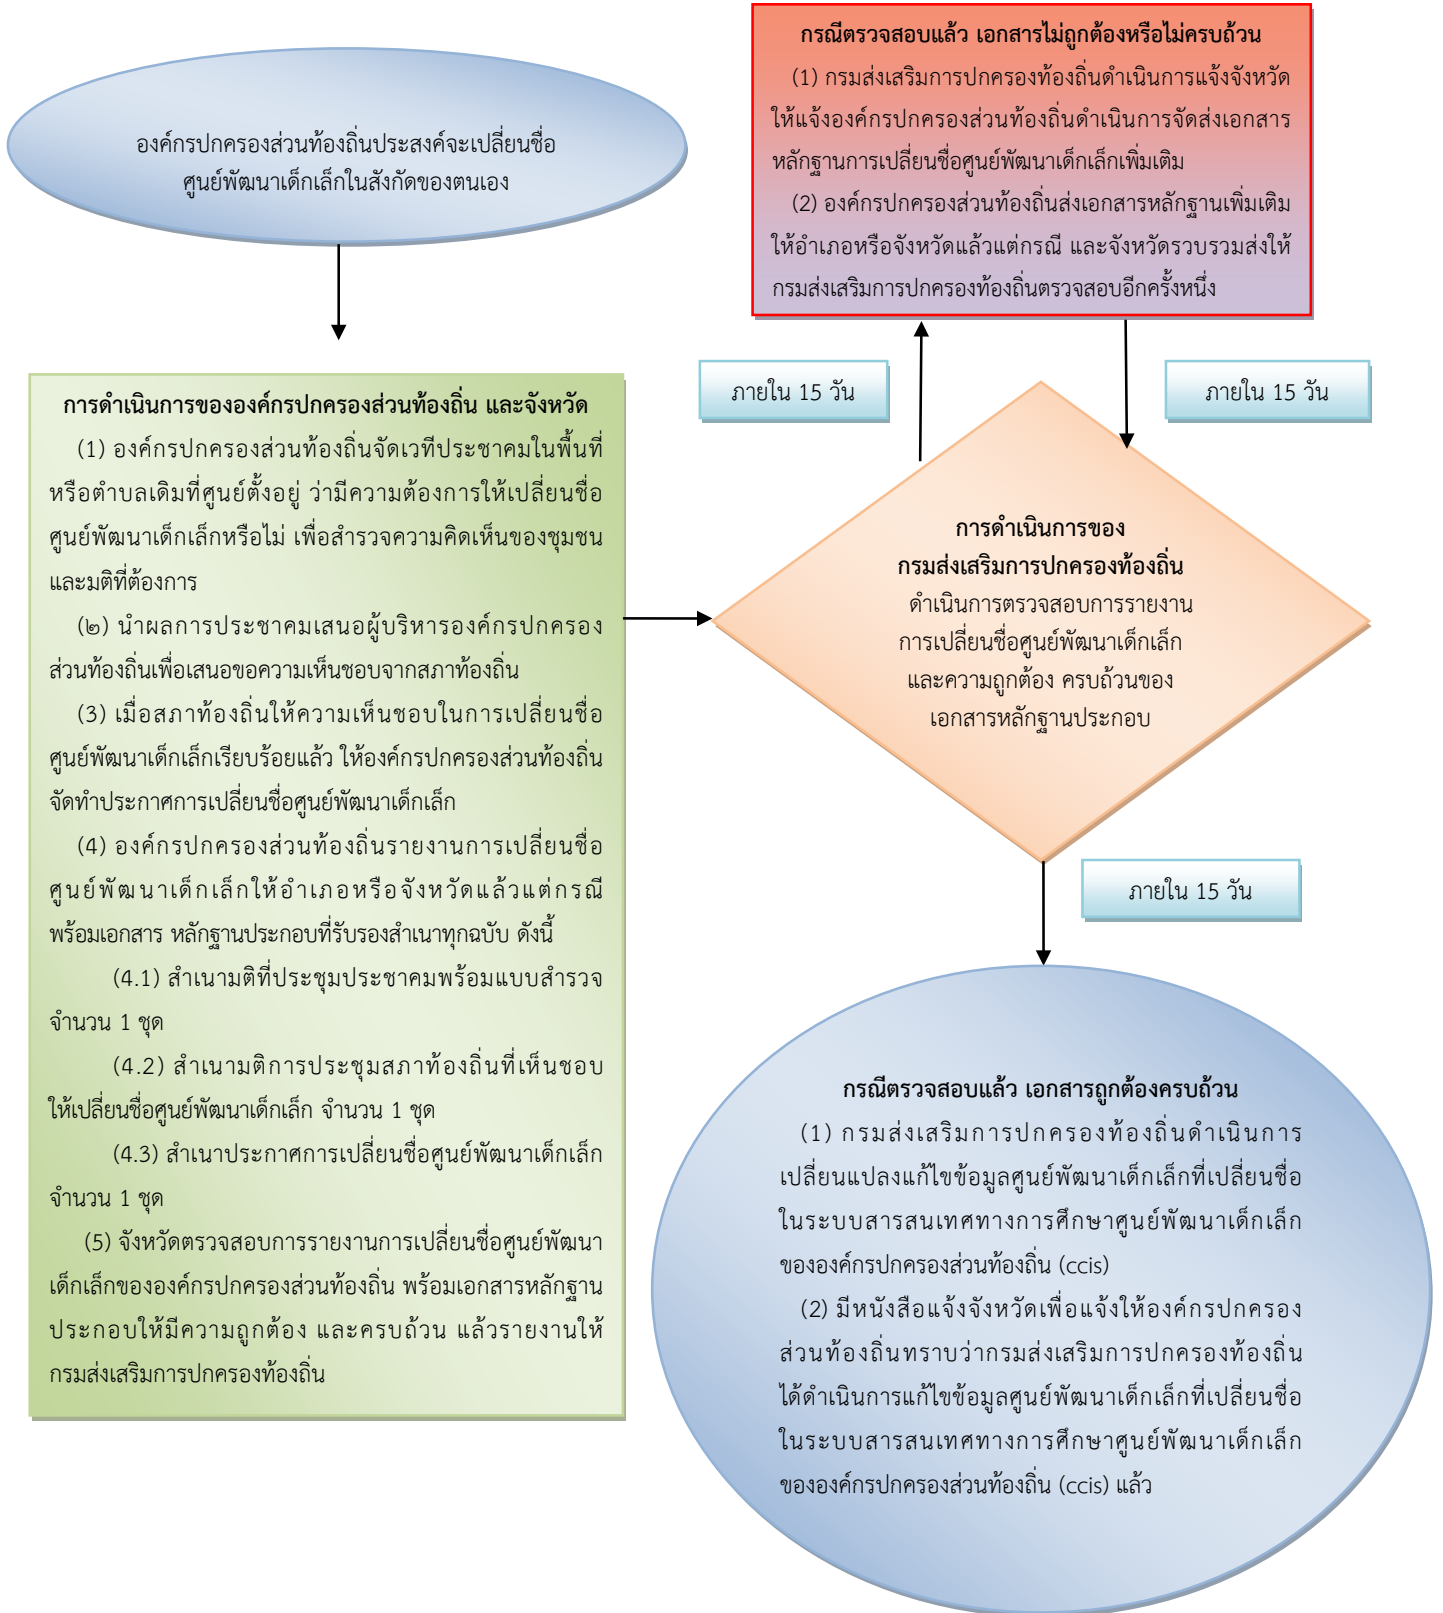 องค์กรปกครองส่วนท้องถิ่นประสงค์จะเปลี่ยนชื่อ
ศูนย์พัฒนาเด็กเล็กในสังกัดของตนเอง
การดำเนินการขององค์กรปกครองส่วนท้องถิ่น และจังหวัด
(1) องค์กรปกครองส่วนท้องถิ่นจัดเวทีประชาคมในพื้นที่
หรือตำบลเดิมที่ศูนย์ตั้งอยู่ ว่ามีความต้องการให้เปลี่ยนชื่อ
ศูนย์พัฒนาเด็กเล็กหรือไม่ เพื่อสำรวจความคิดเห็นของชุมชน
และมติที่ต้องการ
(๒) นำผลการประชาคมเสนอผู้บริหารองค์กรปกครอง
ส่วนท้องถิ่นเพื่อเสนอขอความเห็นชอบจากสภาท้องถิ่น
(3) เมื่อสภาท้องถิ่นให้ความเห็นชอบในการเปลี่ยนชื่อ
ศูนย์พัฒนาเด็กเล็กเรียบร้อยแล้ว ให้องค์กรปกครองส่วนท้องถิ่น
จัดทำประกาศการเปลี่ยนชื่อศูนย์พัฒนาเด็กเล็ก
(4) องค์กรปกครองส่วนท้องถิ่นรายงานการเปลี่ยนชื่อ
ศูนย์พัฒนาเด็กเล็กให้อำเภอหรือจังหวัดแล้วแต่กรณี
พร้อมเอกสาร หลักฐานประกอบที่รับรองสำเนาทุกฉบับ ดังนี้
(4.1) สำเนามติที่ประชุมประชาคมพร้อมแบบสำรวจ
จำนวน 1 ชุด
(4.2) สำเนามติการประชุมสภาท้องถิ่นที่เห็นชอบ
ให้เปลี่ยนชื่อศูนย์พัฒนาเด็กเล็ก จำนวน 1 ชุด
(4.3) สำเนาประกาศการเปลี่ยนชื่อศูนย์พัฒนาเด็กเล็ก
จำนวน 1 ชุด
(5) จังหวัดตรวจสอบการรายงานการเปลี่ยนชื่อศูนย์พัฒนา
เด็กเล็กขององค์กรปกครองส่วนท้องถิ่น พร้อมเอกสารหลักฐาน
ประกอบให้มีความถูกต้อง และครบถ้วน แล้วรายงานให้
กรมส่งเสริมการปกครองท้องถิ่น
กรณีตรวจสอบแล้ว เอกสารไม่ถูกต้องหรือไม่ครบถ้วน
(1) กรมส่งเสริมการปกครองท้องถิ่นดำเนินการแจ้งจังหวัด
ให้แจ้งองค์กรปกครองส่วนท้องถิ่นดำเนินการจัดส่งเอกสาร
หลักฐานการเปลี่ยนชื่อศูนย์พัฒนาเด็กเล็กเพิ่มเติม
(2) องค์กรปกครองส่วนท้องถิ่นส่งเอกสารหลักฐานเพิ่มเติม
ให้อำเภอหรือจังหวัดแล้วแต่กรณี และจังหวัดรวบรวมส่งให้
กรมส่งเสริมการปกครองท้องถิ่นตรวจสอบอีกครั้งหนึ่ง
ภายใน 15 วัน
ภายใน 15 วัน
การดำเนินการของ
กรมส่งเสริมการปกครองท้องถิ่น
ดำเนินการตรวจสอบการรายงาน
การเปลี่ยนชื่อศูนย์พัฒนาเด็กเล็ก
และความถูกต้อง ครบถ้วนของ
เอกสารหลักฐานประกอบ
ภายใน 15 วัน
กรณีตรวจสอบแล้ว เอกสารถูกต้องครบถ้วน
(1) กรมส่งเสริมการปกครองท้องถิ่นดำเนินการ
เปลี่ยนแปลงแก้ไขข้อมูลศูนย์พัฒนาเด็กเล็กที่เปลี่ยนชื่อ
ในระบบสารสนเทศทางการศึกษาศูนย์พัฒนาเด็กเล็ก
ขององค์กรปกครองส่วนท้องถิ่น (ccis)
(2) มีหนังสือแจ้งจังหวัดเพื่อแจ้งให้องค์กรปกครอง
ส่วนท้องถิ่นทราบว่ากรมส่งเสริมการปกครองท้องถิ่น
ได้ดำเนินการแก้ไขข้อมูลศูนย์พัฒนาเด็กเล็กที่เปลี่ยนชื่อ
ในระบบสารสนเทศทางการศึกษาศูนย์พัฒนาเด็กเล็ก
ขององค์กรปกครองส่วนท้องถิ่น (ccis) แล้ว